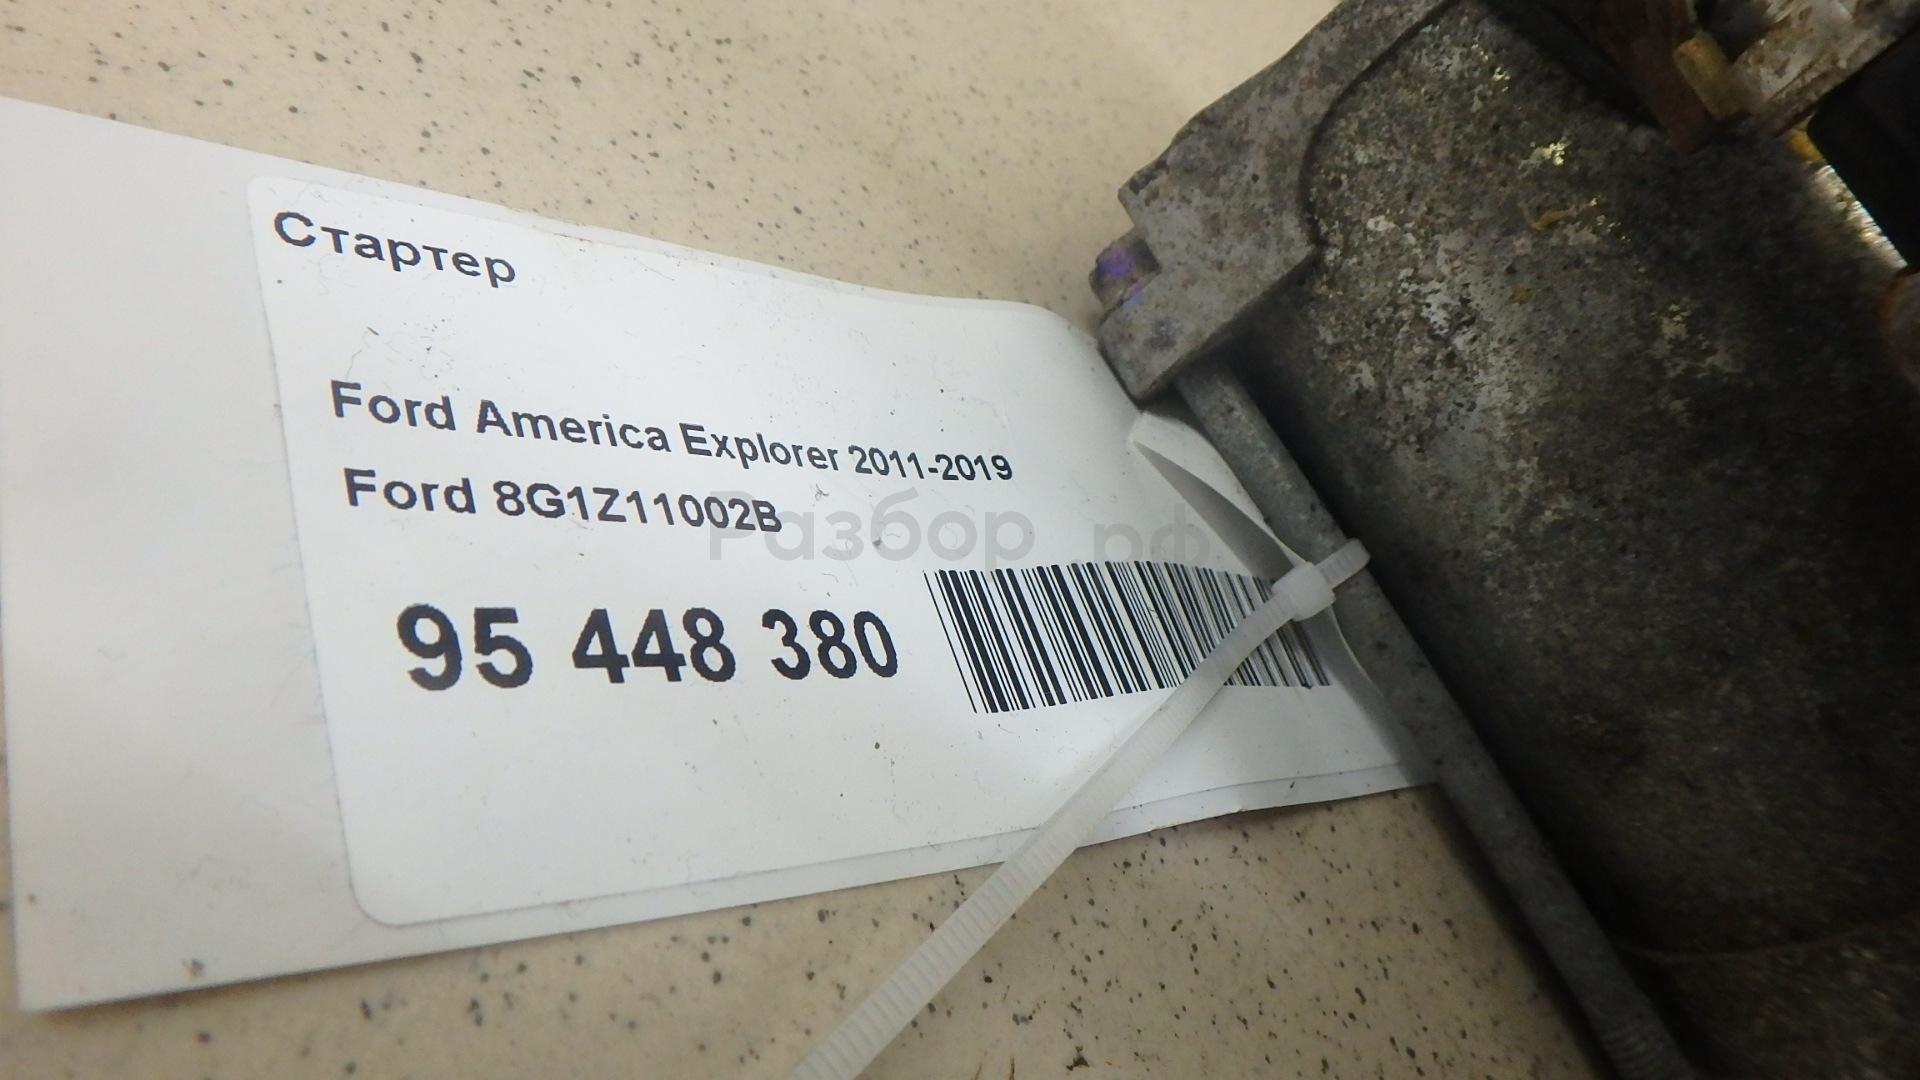 Стартер
Ford America Explorer 2011-2019
Ford 8G1Z11002B
Разбор.рф
95 448 380